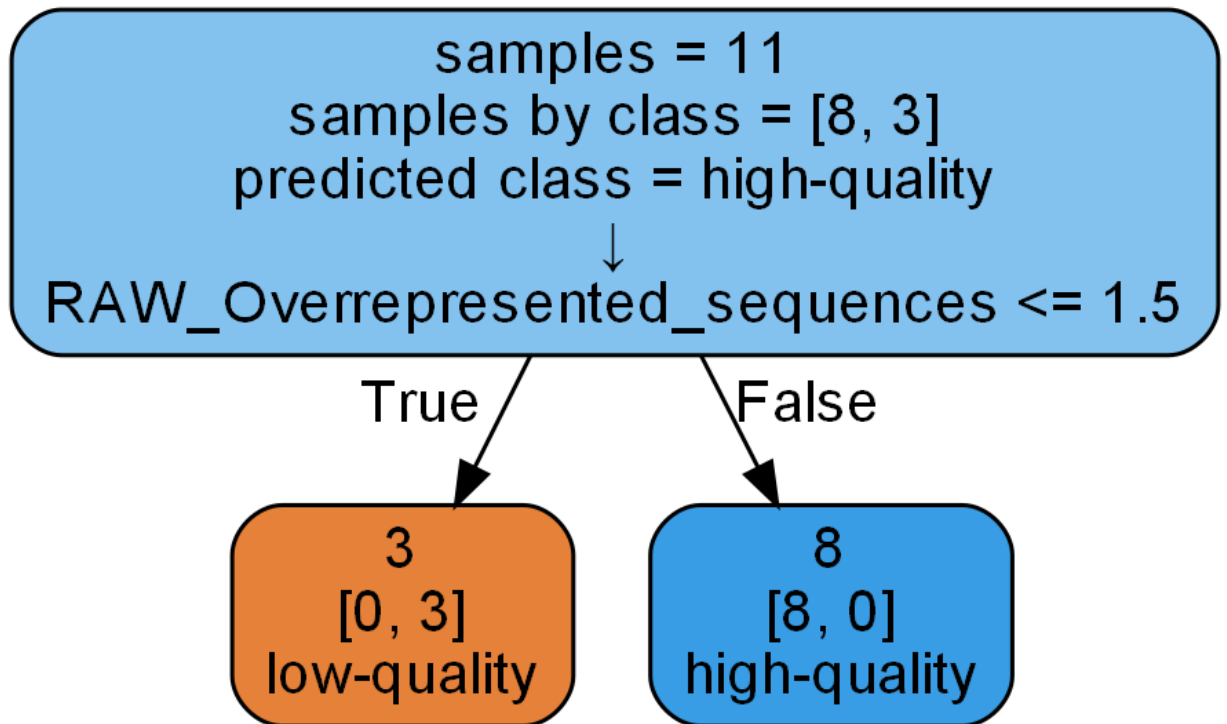 samples = 11
samples by class = [8, 3]
predicted class = high-quality
↓
RAW_Overrepresented_sequences <= 1.5
True
False
3
[0, 3]
low-quality
8
[8, 0]
high-quality